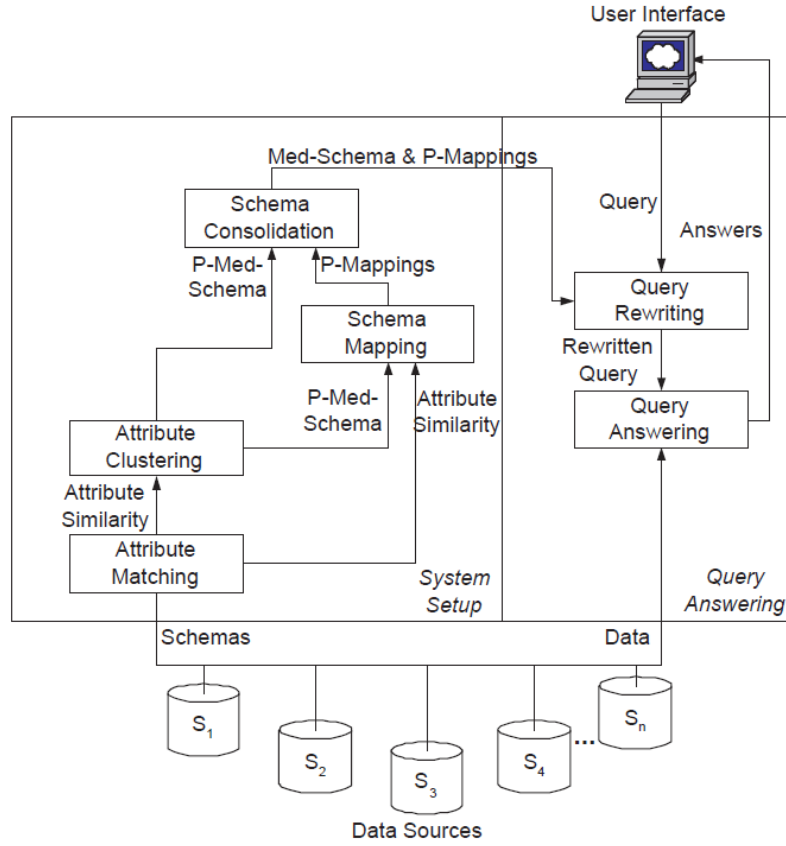 User Interface
Med-Schema & P-Mappings
Schema
Consolidation
Query
Answers
P-Med-
Schema
P-Mappings
Query
Rewriting
Schema
Mapping
Rewritten
Query
P-Med-
Schema
Attribute
Similarity
Query
Answering
Attribute
Clustering
Attribute
Similarity
Attribute
Matching
System
Setup
Query
Answering
Schemas
Data
S1
S2
S3
S4
...
Sn
Data Sources